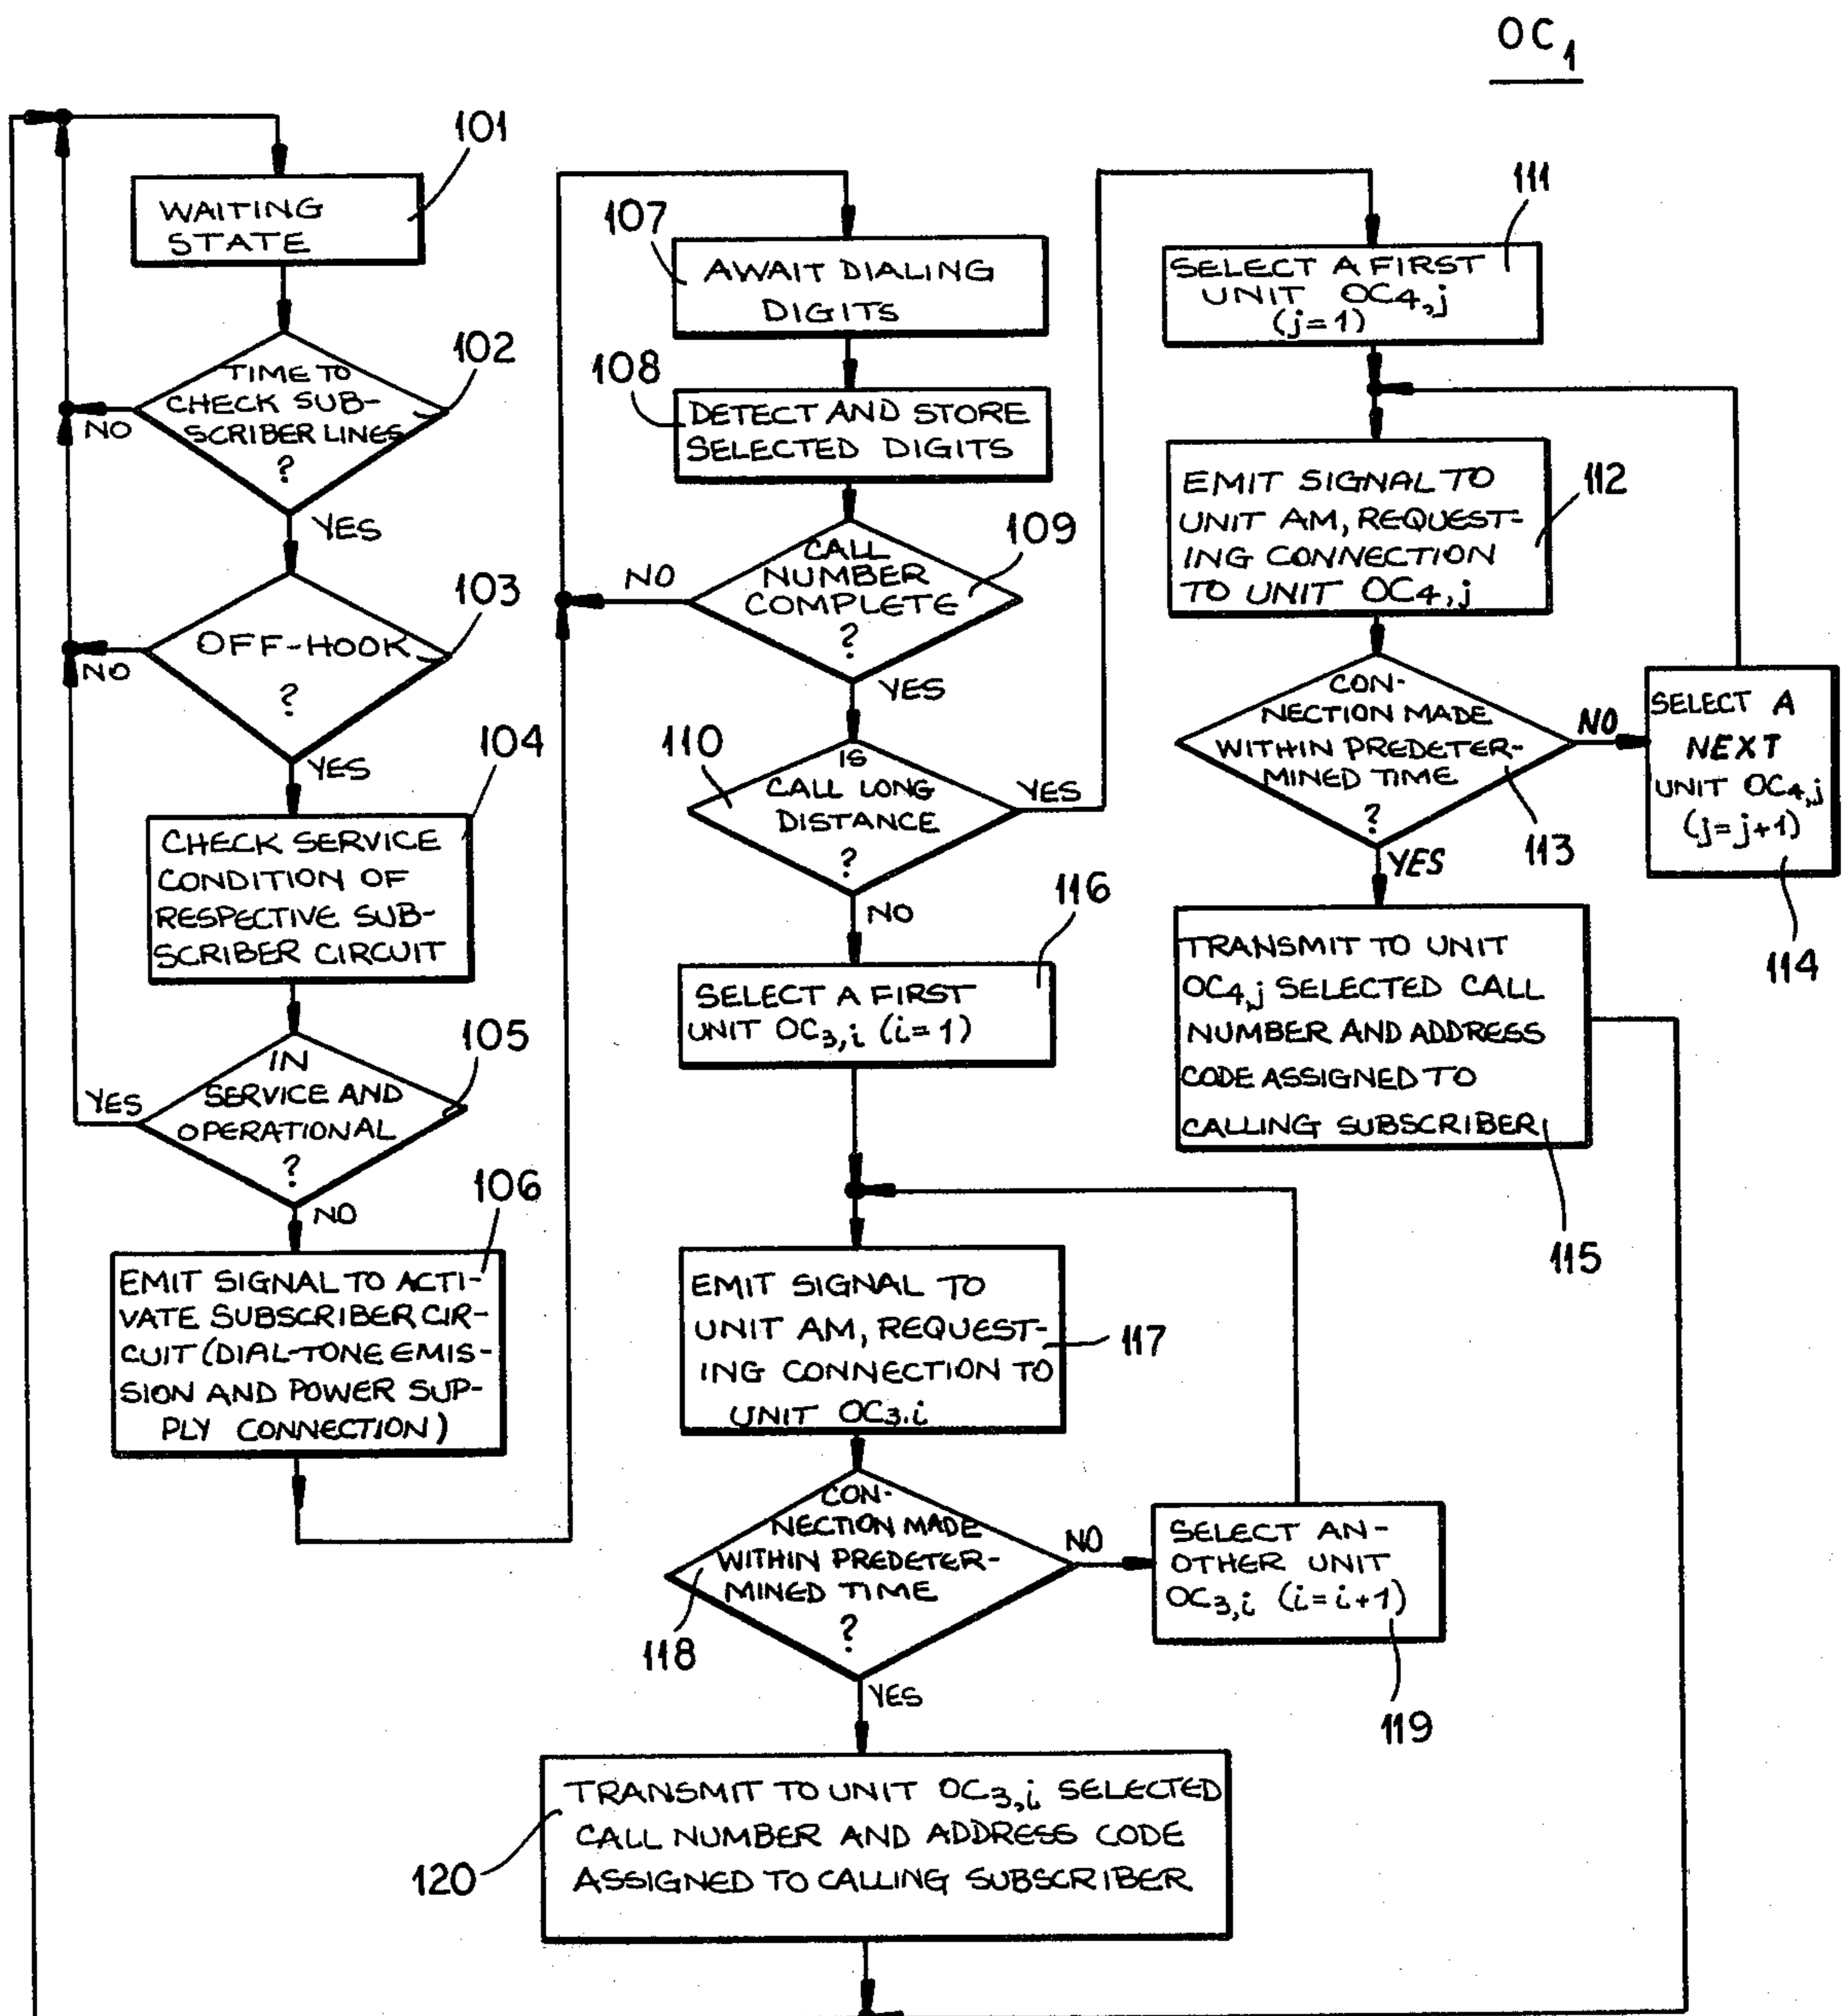 OC1
101
WAITING
STATE
TIME TO
CHECK SUB-
SCRIBER LINES
?
102
NO
YES
OFF-HOOK
?
103
NO
YES
104
CHECK SERVICE
CONDITION OF
RESPECTIVE SUB-
SCRIBER CIRCUIT
105
IN
SERVICE AND
OPERATIONAL
?
YES
NO
106
EMIT SIGNAL TO ACTI-
VATE SUBSCRIBER CIR-
CUIT (DIAL-TONE EMIS-
SION AND POWER SUP-
PLY CONNECTION)
107
AWAIT DIALING
DIGITS
108
DETECT AND STORE
SELECTED DIGITS
109
CALL
NUMBER
COMPLETE
?
NO
YES
110
IS
CALL LONG
DISTANCE
?
YES
NO
116
SELECT A FIRST
UNIT OC3,i (i=1)
EMIT SIGNAL TO
UNIT AM, REQUEST-
ING CONNECTION TO
UNIT OC3.i
117
CON-
NECTION MADE
WITHIN PREDETER-
MINED TIME
?
118
NO
YES
SELECT AN-
OTHER UNIT
OC3,i (i=i+1)
119
TRANSMIT TO UNIT OC3,i SELECTED
CALL NUMBER AND ADDRESS CODE
ASSIGNED TO CALLING SUBSCRIBER
120
111
SELECT A FIRST
UNIT OC4,j
(j=1)
EMIT SIGNAL TO
UNIT AM, REQUEST-
ING CONNECTION
TO UNIT OC4,j
112
CON-
NECTION MADE
WITHIN PREDETER-
MINED TIME
?
113
NO
YES
SELECT A
NEXT
UNIT OC4,j
(j=j+1)
114
TRANSMIT TO UNIT
OC4,j SELECTED CALL
NUMBER AND ADDRESS
CODE ASSIGNED TO
CALLING SUBSCRIBER
115